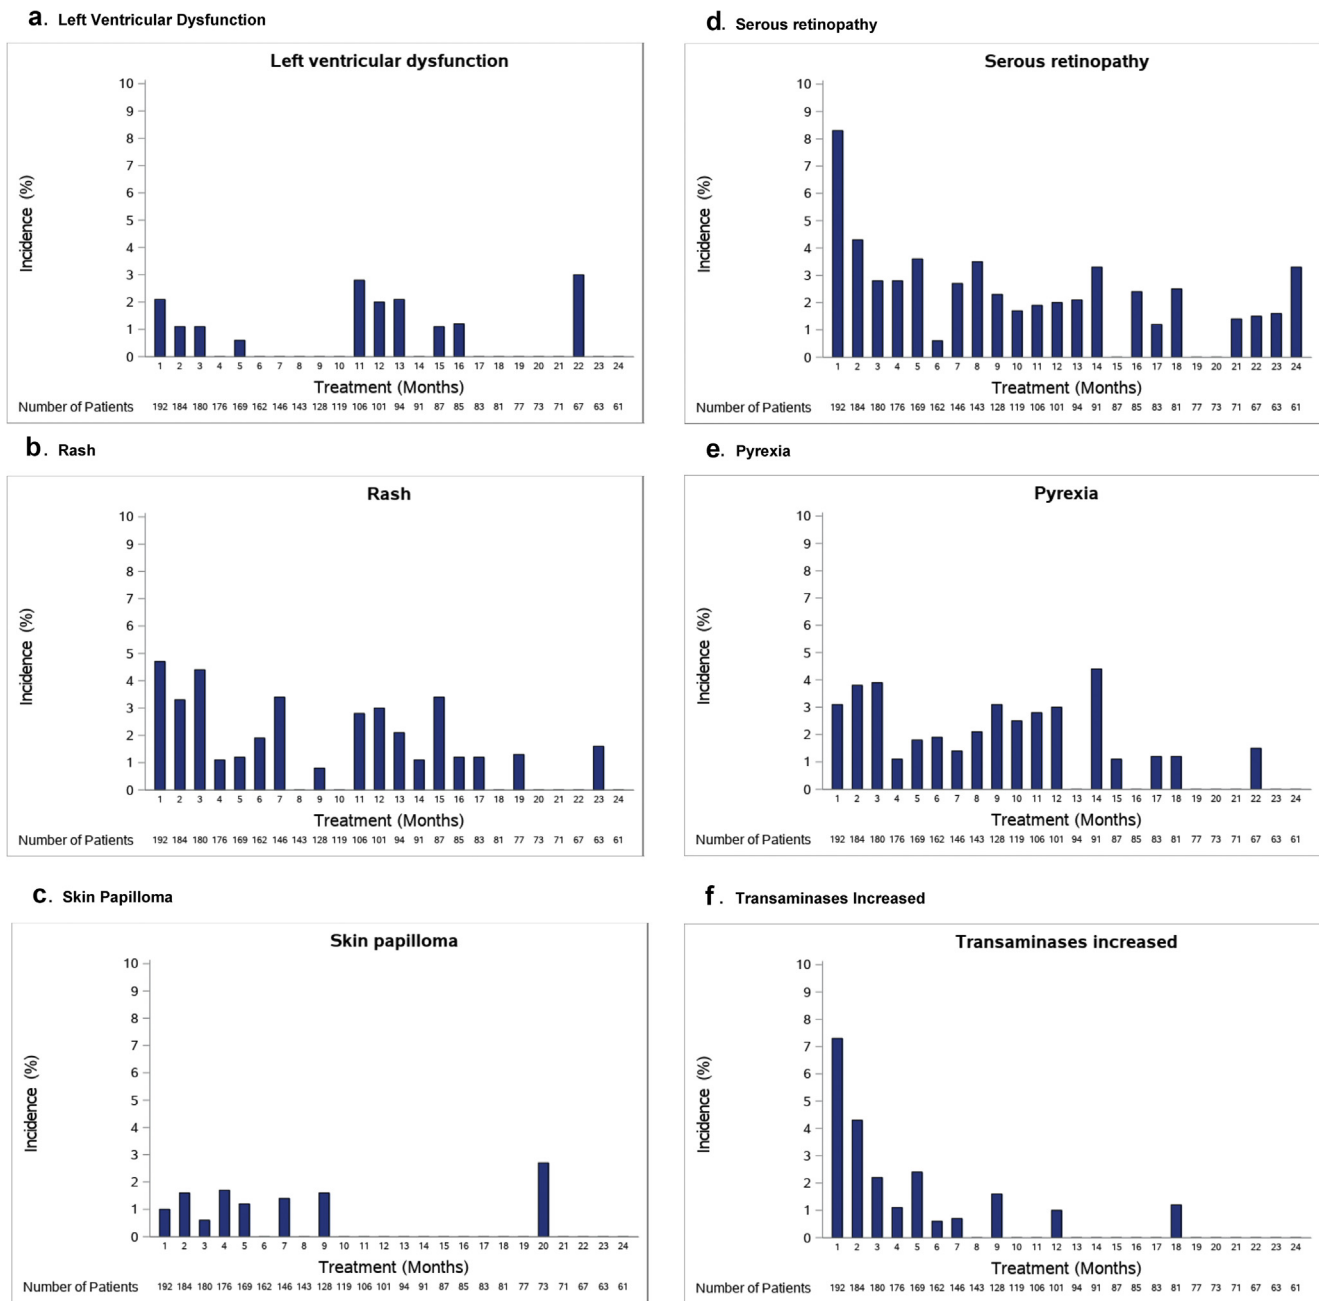 a. Left Ventricular Dysfunction
Left ventricular dysfunction
10
9
8
7
6
5
4
3
2
1
0
Incidence (%)
1 2 3 4 5 6 7 8 9 10 11 12 13 14 15 16 17 18 19 20 21 22 23 24
Treatment (Months)
Number of Patients 192 184 180 176 169 162 146 143 128 119 106 101 94 91 87 85 83 81 77 73 71 67 63 61
b. Rash
Rash
10
9
8
7
6
5
4
3
2
1
0
Incidence (%)
1 2 3 4 5 6 7 8 9 10 11 12 13 14 15 16 17 18 19 20 21 22 23 24
Treatment (Months)
Number of Patients 192 184 180 176 169 162 146 143 128 119 106 101 94 91 87 85 83 81 77 73 71 67 63 61
c. Skin Papilloma
Skin papilloma
10
9
8
7
6
5
4
3
2
1
0
Incidence (%)
1 2 3 4 5 6 7 8 9 10 11 12 13 14 15 16 17 18 19 20 21 22 23 24
Treatment (Months)
Number of Patients 192 184 180 176 169 162 146 143 128 119 106 101 94 91 87 85 83 81 77 73 71 67 63 61
d. Serous retinopathy
Serous retinopathy
10
9
8
7
6
5
4
3
2
1
0
Incidence (%)
1 2 3 4 5 6 7 8 9 10 11 12 13 14 15 16 17 18 19 20 21 22 23 24
Treatment (Months)
Number of Patients 192 184 180 176 169 162 146 143 128 119 106 101 94 91 87 85 83 81 77 73 71 67 63 61
e. Pyrexia
Pyrexia
10
9
8
7
6
5
4
3
2
1
0
Incidence (%)
1 2 3 4 5 6 7 8 9 10 11 12 13 14 15 16 17 18 19 20 21 22 23 24
Treatment (Months)
Number of Patients 192 184 180 176 169 162 146 143 128 119 106 101 94 91 87 85 83 81 77 73 71 67 63 61
f. Transaminases Increased
Transaminases increased
10
9
8
7
6
5
4
3
2
1
0
Incidence (%)
1 2 3 4 5 6 7 8 9 10 11 12 13 14 15 16 17 18 19 20 21 22 23 24
Treatment (Months)
Number of Patients 192 184 180 176 169 162 146 143 128 119 106 101 94 91 87 85 83 81 77 73 71 67 63 61